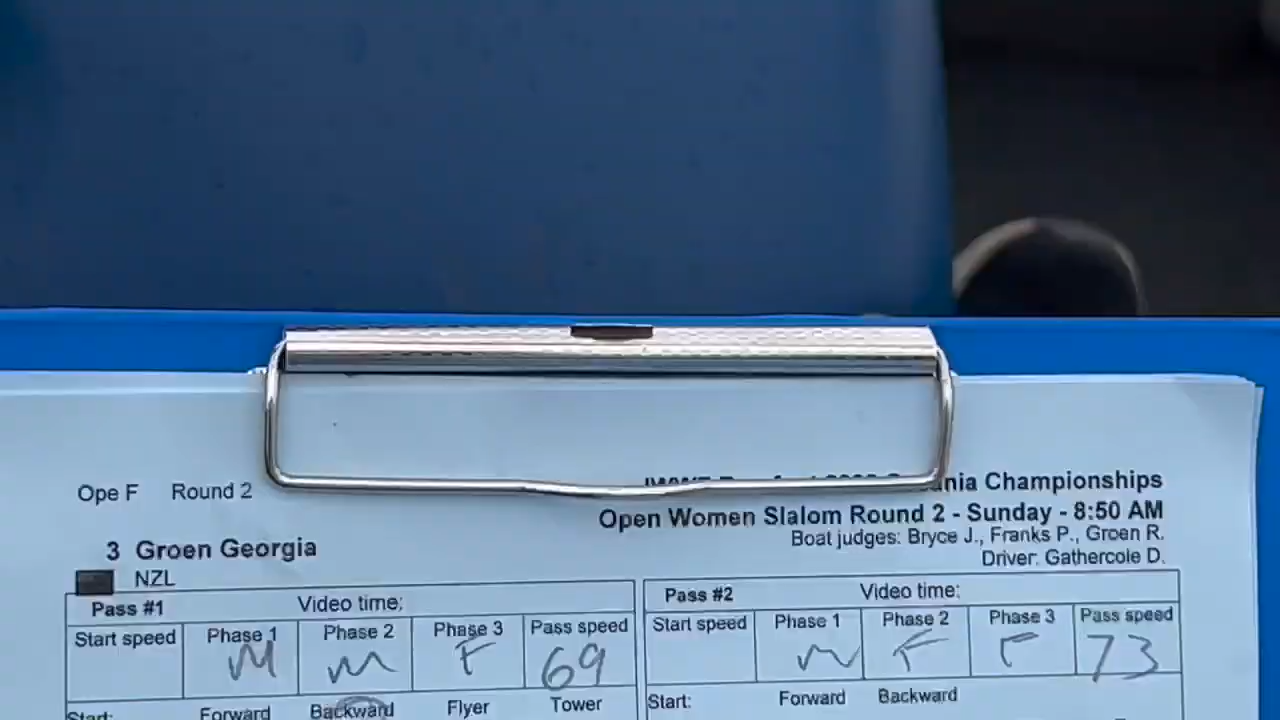 Ope F Round 2
Championships
Open Women Slalom Round 2 - Sunday - 8:50 AM
Boat judges: Bryce J., Franks P., Groen R.
Driver: Gathercole D.
3 Groen Georgia
NZL
Pass #1 Video time:
Start speed Phase 1 Phase 2 Phase 3 Pass speed
M M F 69
Start: Forward Backward Flyer Tower
Pass #2 Video time:
Start speed Phase 1 Phase 2 Phase 3 Pass speed
F F 73
Start: Forward Backward